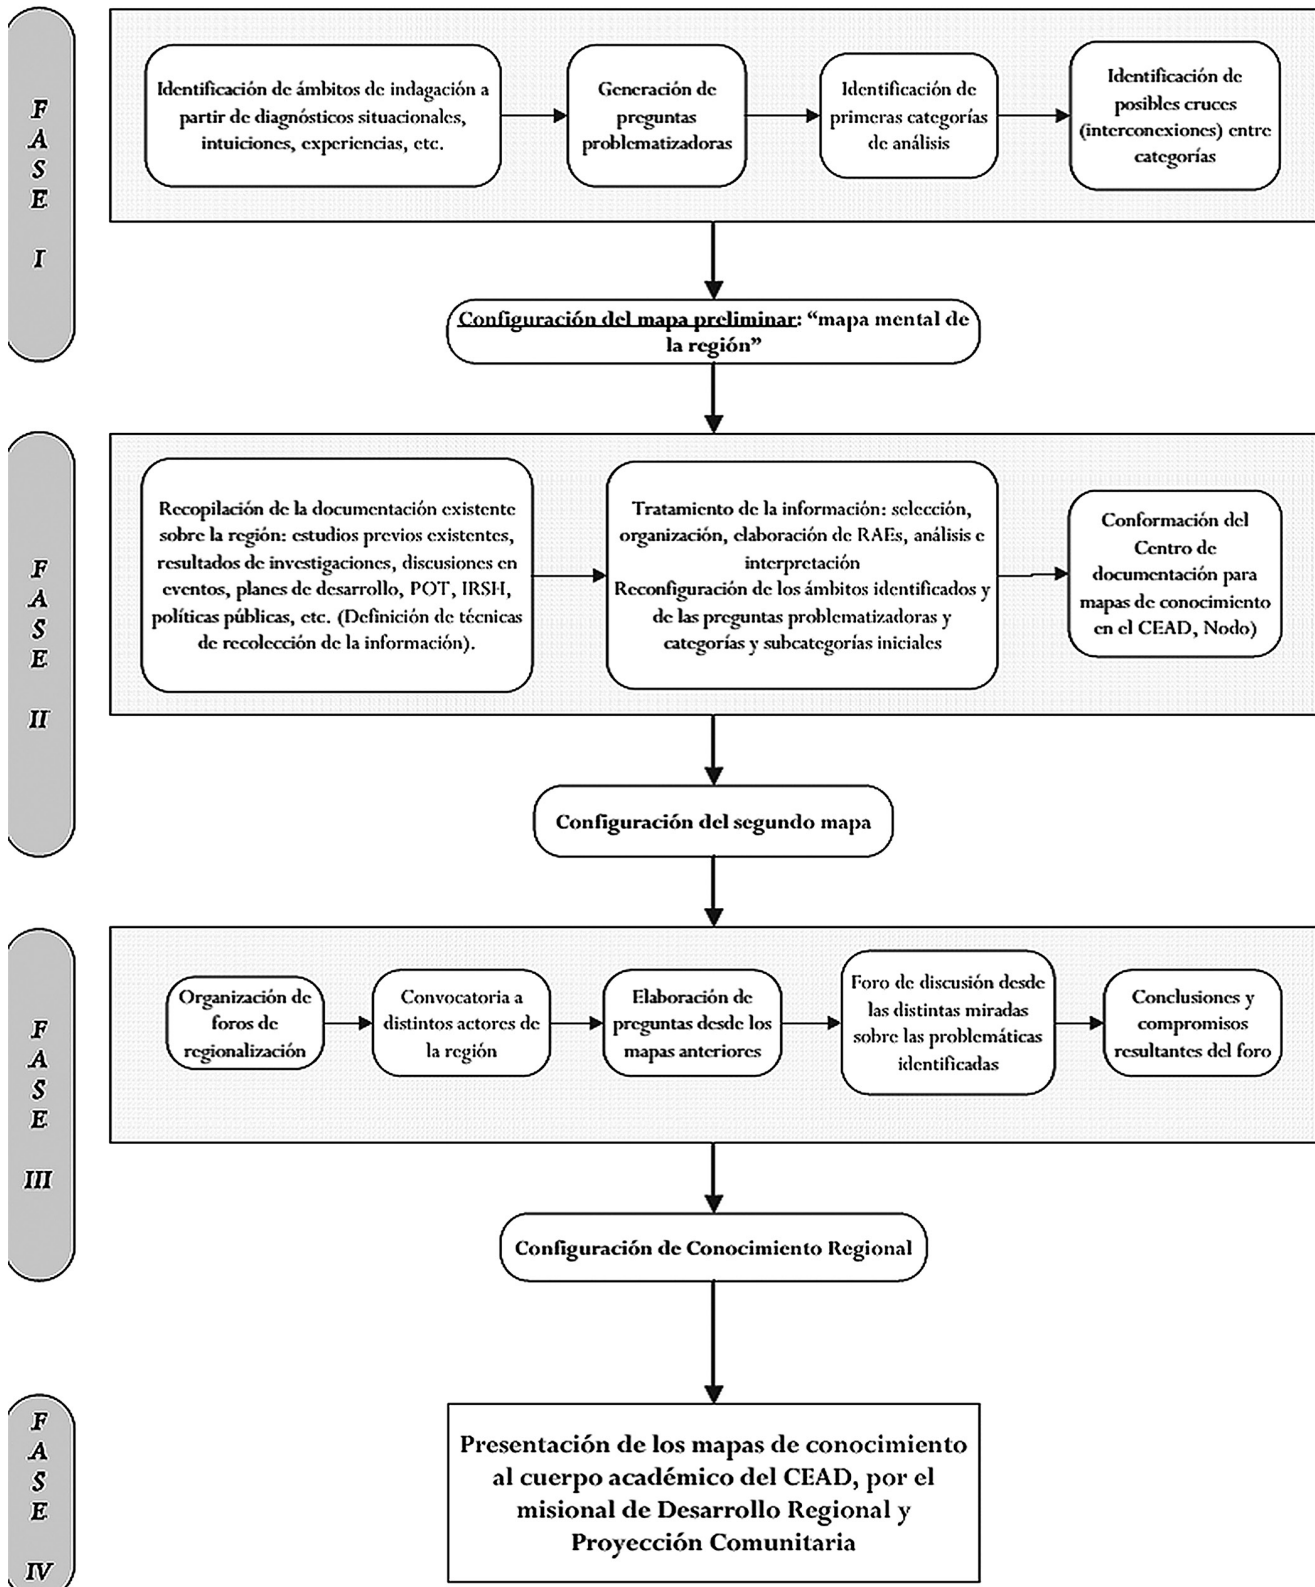 F
A
S
E
I
Identificación de ámbitos de indagación a
partir de diagnósticos situacionales,
intuiciones, experiencias, etc.
Generación de
preguntas
problematizadoras
Identificación de
primeras categorías
de análisis
Identificación de
posibles cruces
(interconexiones) entre
categorías
Configuración del mapa preliminar: “mapa mental de
la región”
F
A
S
E
II
Recopilación de la documentación existente
sobre la región: estudios previos existentes,
resultados de investigaciones, discusiones en
eventos, planes de desarrollo, POT, IRSH,
políticas públicas, etc. (Definición de técnicas
de recolección de la información).
Tratamiento de la información: selección,
organización, elaboración de RAEs, análisis e
interpretación
Reconfiguración de los ámbitos identificados y
de las preguntas problematizadoras y
categorías y subcategorías iniciales
Conformación del
Centro de
documentación para
mapas de conocimiento
en el CEAD, Nodo)
Configuración del segundo mapa
F
A
S
E
III
Organización de
foros de
regionalización
Convocatoria a
distintos actores de
la región
Elaboración de
preguntas desde los
mapas anteriores
Foro de discusión desde
las distintas miradas
sobre las problemáticas
identificadas
Conclusiones y
compromisos
resultantes del foro
Configuración de Conocimiento Regional
F
A
S
E
IV
Presentación de los mapas de conocimiento
al cuerpo académico del CEAD, por el
misional de Desarrollo Regional y
Proyección Comunitaria